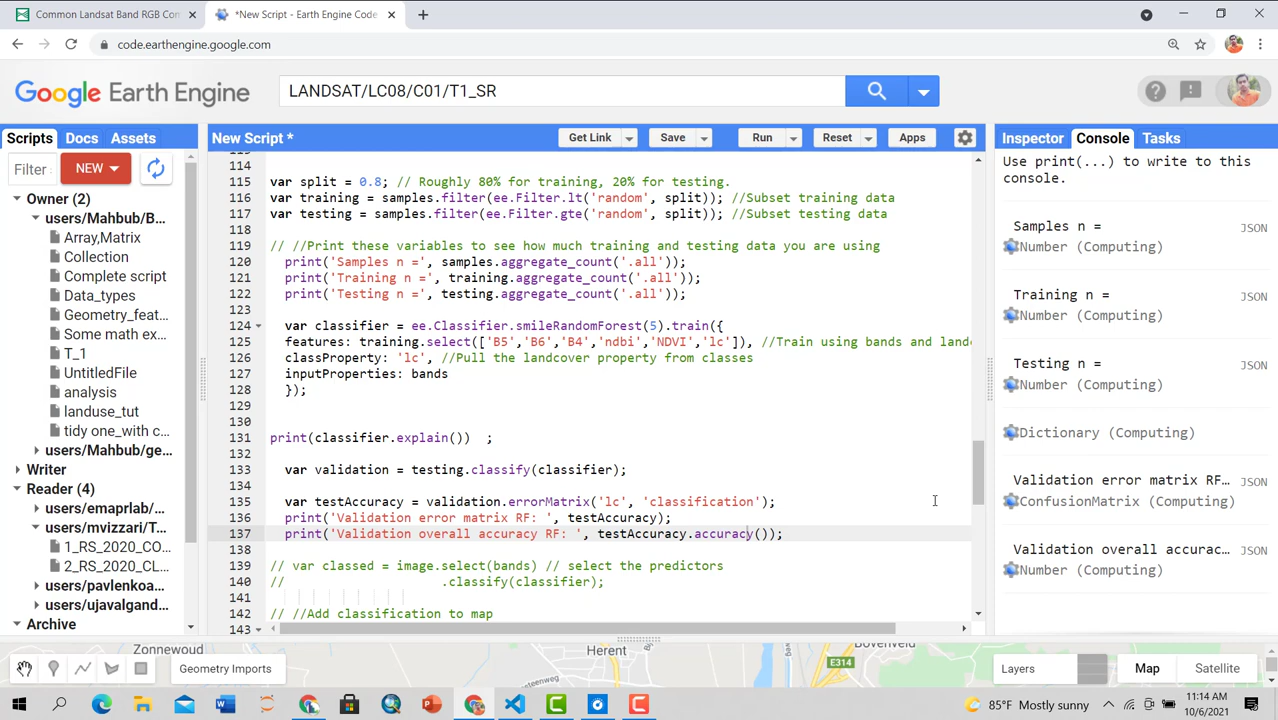 Common Landsat Band RGB Com
*New Script - Earth Engine Code
code.earthengine.google.com
Google Earth Engine
LANDSAT/LC08/C01/T1_SR
Scripts Docs Assets
New Script *
Get Link
Save
Run
Reset
Apps
Inspector Console Tasks
Filter
NEW
Owner (2)
users/Mahbub/B...
Array,Matrix
Collection
Complete script
Data_types
Geometry_feat...
Some math ex...
T_1
UntitledFile
analysis
landuse_tut
tidy one_with c...
users/Mahbub/ge...
Writer
Reader (4)
users/emaprlab/...
users/mvizzari/T...
1_RS_2020_CO...
2_RS_2020_CL...
users/pavlenkoa...
users/ujavalgand...
Archive
114
115 var split = 0.8; // Roughly 80% for training, 20% for testing.
116 var training = samples.filter(ee.Filter.lt('random', split)); //Subset training data
117 var testing = samples.filter(ee.Filter.gte('random', split)); //Subset testing data
118
119 // //Print these variables to see how much training and testing data you are using
120 print('Samples n =', samples.aggregate_count('.all'));
121 print('Training n =', training.aggregate_count('.all'));
122 print('Testing n =', testing.aggregate_count('.all'));
123
124 var classifier = ee.Classifier.smileRandomForest(5).train({
125 features: training.select(['B5','B6','B4','ndbi','NDVI','lc']), //Train using bands and land
126 classProperty: 'lc', //Pull the landcover property from classes
127 inputProperties: bands
128 });
129
130
131 print(classifier.explain()) ;
132
133 var validation = testing.classify(classifier);
134
135 var testAccuracy = validation.errorMatrix('lc', 'classification');
136 print('Validation error matrix RF: ', testAccuracy);
137 print('Validation overall accuracy RF: ', testAccuracy.accuracy());
138
139 // var classed = image.select(bands) // select the predictors
140 // .classify(classifier);
141
142 // //Add classification to map
143
Use print(...) to write to this
console.
Samples n =
JSON
Number (Computing)
Training n =
JSON
Number (Computing)
Testing n =
JSON
Number (Computing)
Dictionary (Computing)
JSON
Validation error matrix RF...
JSON
ConfusionMatrix (Computing)
Validation overall accurac...
JSON
Number (Computing)
Zonnewoud
Herent
E314
Bovenveld
Geometry Imports
Layers
Map
Satellite
85°F Mostly sunny
11:14 AM
10/6/2021